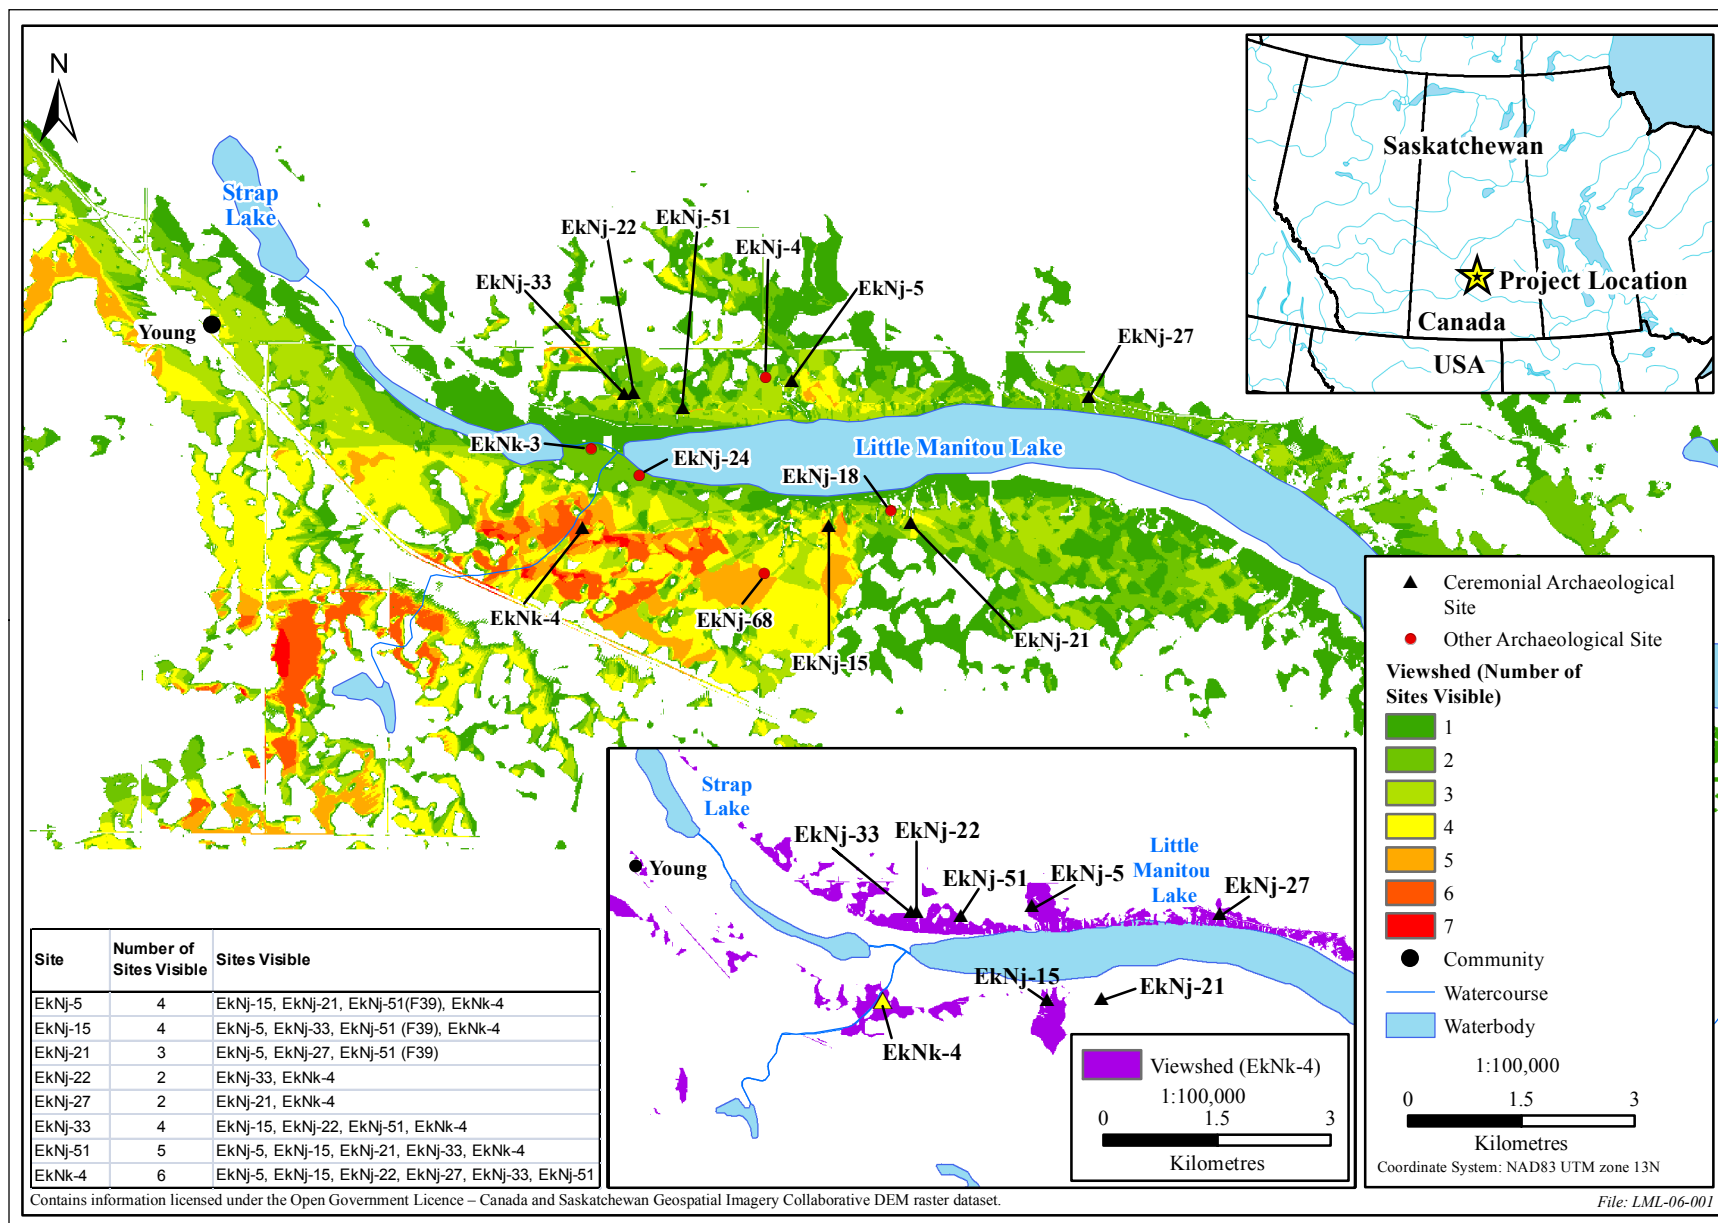 N
Strap
Lake
Young
EkNj-33
EkNj-22
EkNj-51
EkNj-4
EkNj-5
EkNj-27
EkNk-3
EkNj-24
Little Manitou Lake
EkNj-18
EkNk-4
EkNj-68
EkNj-15
EkNj-21
Saskatchewan
Project Location
Canada
USA
Ceremonial Archaeological
Site
Other Archaeological Site
Viewshed (Number of
Sites Visible)
1
2
3
4
5
6
7
Community
Watercourse
Waterbody
1:100,000
0 1.5 3
Kilometres
Coordinate System: NAD83 UTM zone 13N
Strap
Lake
Young
EkNj-33
EkNj-22
EkNj-51
EkNj-5
Little
Manitou
Lake
EkNj-27
EkNj-15
EkNj-21
EkNk-4
Viewshed (EkNk-4)
1:100,000
0 1.5 3
Kilometres
Site Number of Sites Visible Sites Visible
EkNj-5 4 EkNj-15, EkNj-21, EkNj-51(F39), EkNk-4
EkNj-15 4 EkNj-5, EkNj-33, EkNj-51 (F39), EkNk-4
EkNj-21 3 EkNj-5, EkNj-27, EkNj-51 (F39)
EkNj-22 2 EkNj-33, EkNk-4
EkNj-27 2 EkNj-21, EkNk-4
EkNj-33 4 EkNj-15, EkNj-22, EkNj-51, EkNk-4
EkNj-51 5 EkNj-5, EkNj-15, EkNj-21, EkNj-33, EkNk-4
EkNk-4 6 EkNj-5, EkNj-15, EkNj-22, EkNj-27, EkNj-33, EkNj-51
Contains information licensed under the Open Government Licence – Canada and Saskatchewan Geospatial Imagery Collaborative DEM raster dataset.
File: LML-06-001